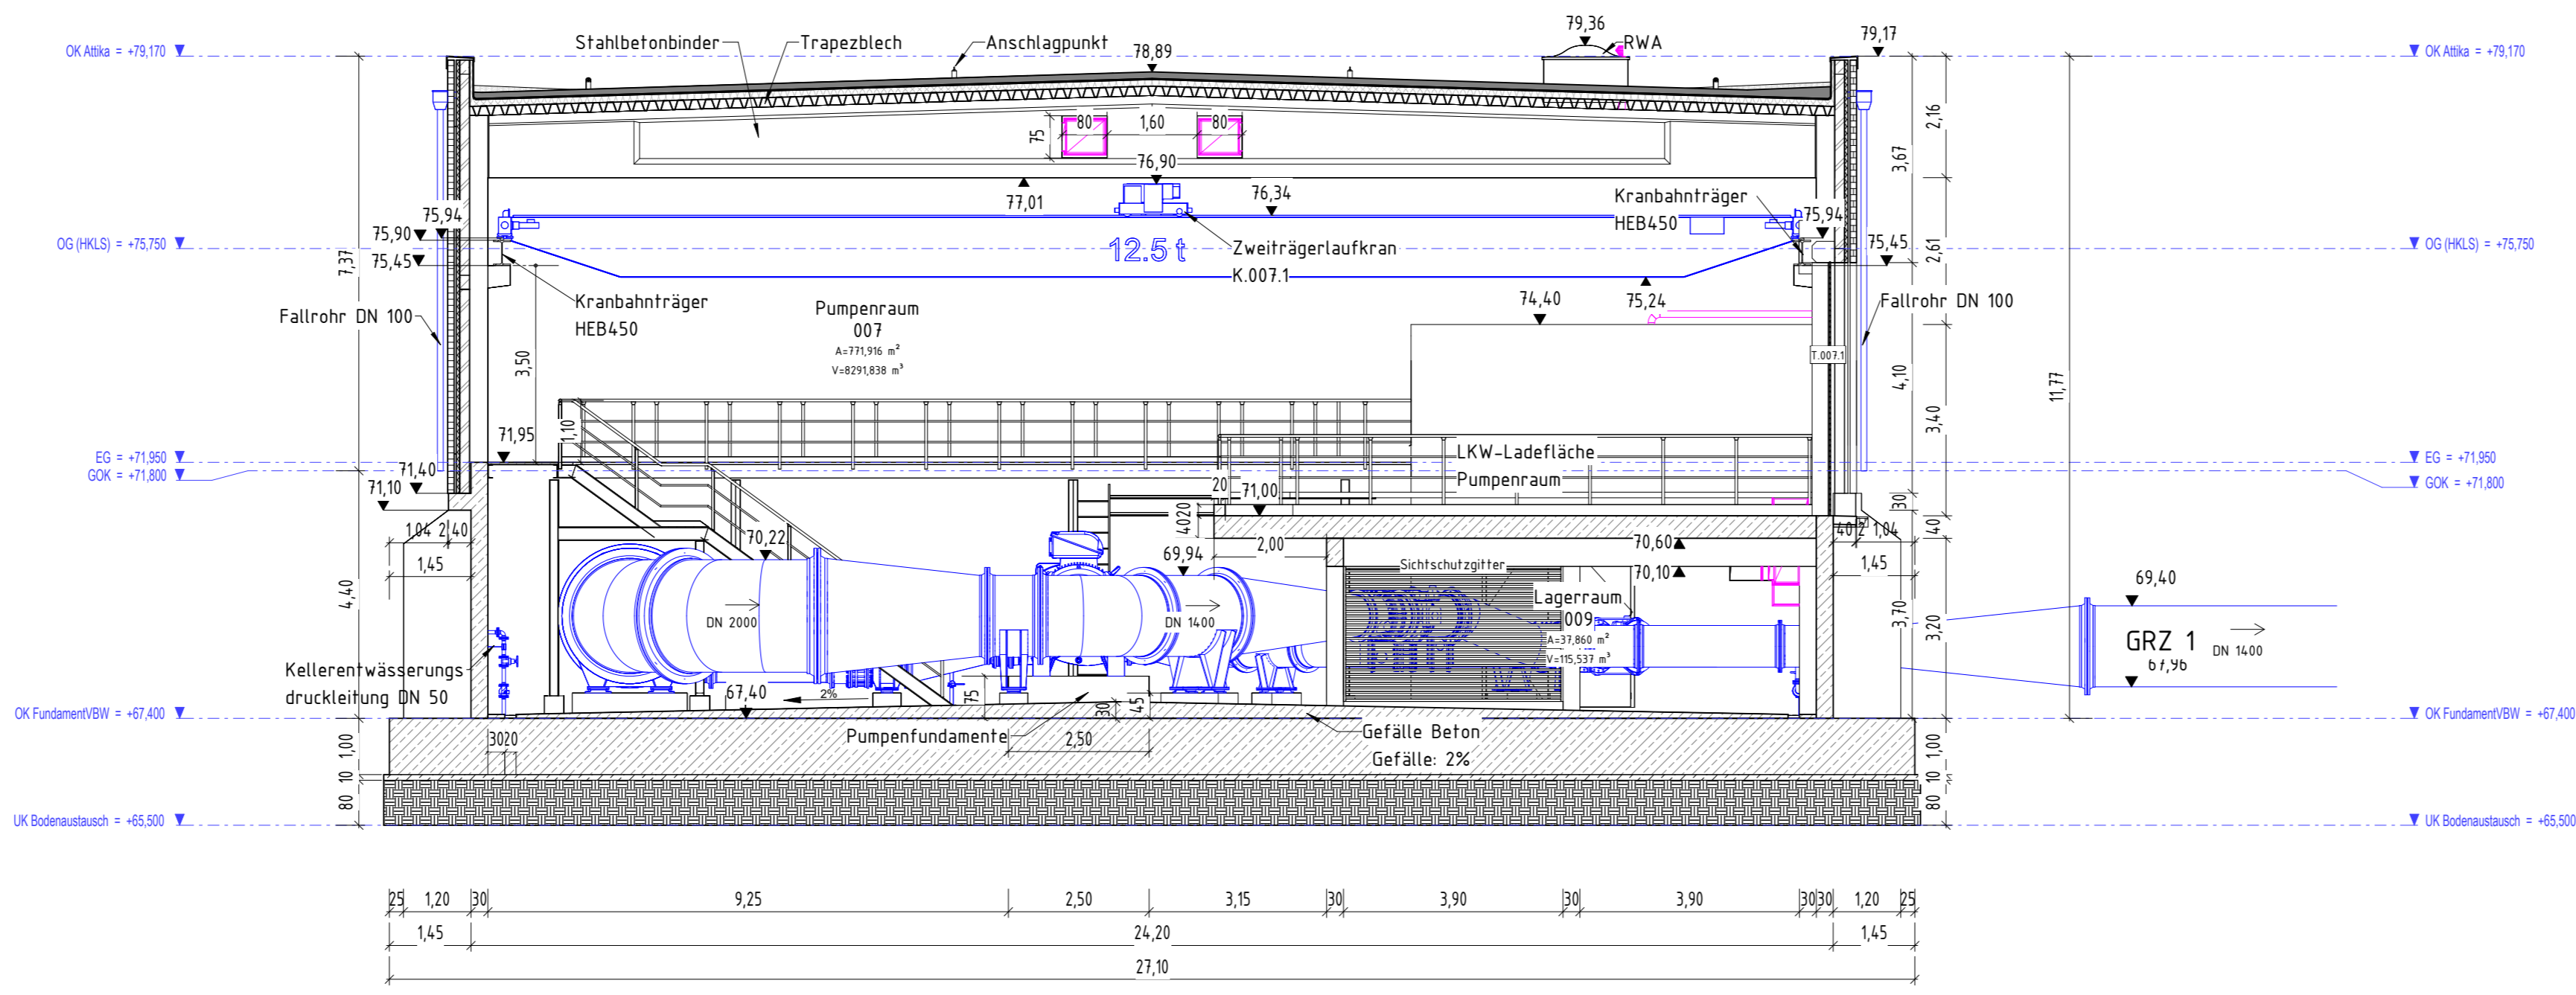 79,36
79,17
OK Attika = +79,170
Stahlbetonbinder
Trapezblech
Anschlagpunkt
78,89
RWA
OK Attika = +79,170
75
80
1,60
80
2,16
3,67
76,90
77,01
76,34
Kranbahnträger
HEB450
75,94
75,94
75,90
OG (HKLS) = +75,750
75,45
12.5 t
Zweiträgerlaufkran
K.007.1
75,45
OG (HKLS) = +75,750
7,37
2,61
Kranbahnträger
HEB450
Fallrohr DN 100
Pumpenraum
007
A=771,916 m²
V=8291,838 m³
74,40
75,24
Fallrohr DN 100
3,50
T.007.1
4,10
3,40
11,77
1,10
71,95
EG = +71,950
GOK = +71,800
71,40
71,10
LKW-Ladefläche
Pumpenraum
EG = +71,950
GOK = +71,800
20
71,00
30
1,04
2
40
4020
40
2
1,04
40
1,45
70,22
69,94
2,00
70,60
70,10
1,45
Sichtschutzgitter
4,40
DN 2000
DN 1400
Lagerraum
009
A=37,860 m²
V=115,537 m³
3,70
3,20
69,40
GRZ 1
DN 1400
67,96
Kellerentwässerungs
druckleitung DN 50
67,40
2%
75
30
45
OK FundamentVBW = +67,400
OK FundamentVBW = +67,400
3020
Pumpenfundamente
2,50
Gefälle Beton
Gefälle: 2%
1,00
10
80
1,00
10
80
UK Bodenaustausch = +65,500
UK Bodenaustausch = +65,500
25
1,20
30
9,25
2,50
3,15
30
3,90
30
3,90
30
30
1,20
25
1,45
24,20
1,45
27,10